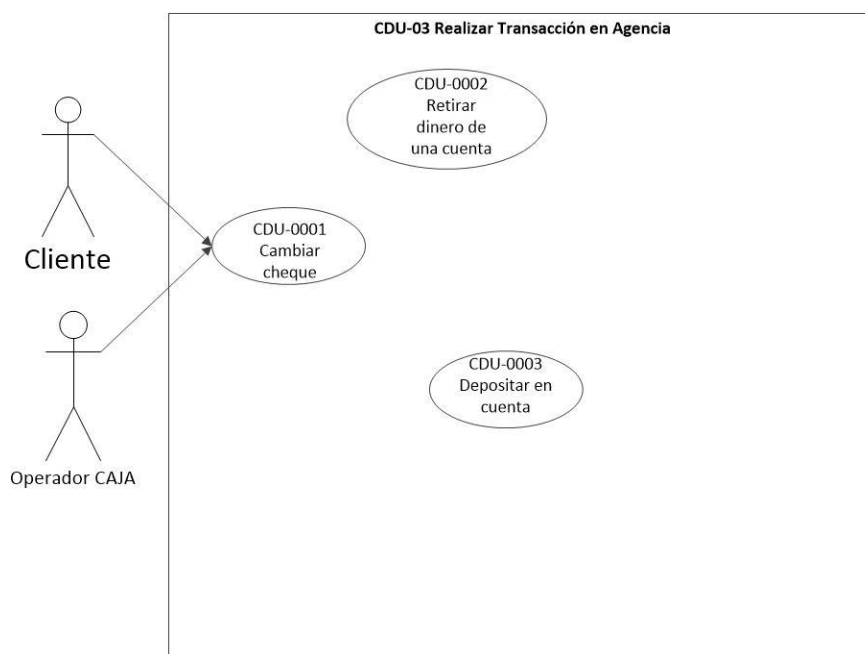 CDU-03 Realizar Transacción en Agencia
CDU-0002
Retirar
dinero de
una cuenta
CDU-0001
Cambiar
cheque
Cliente
CDU-0003
Depositar en
cuenta
Operador CAJA